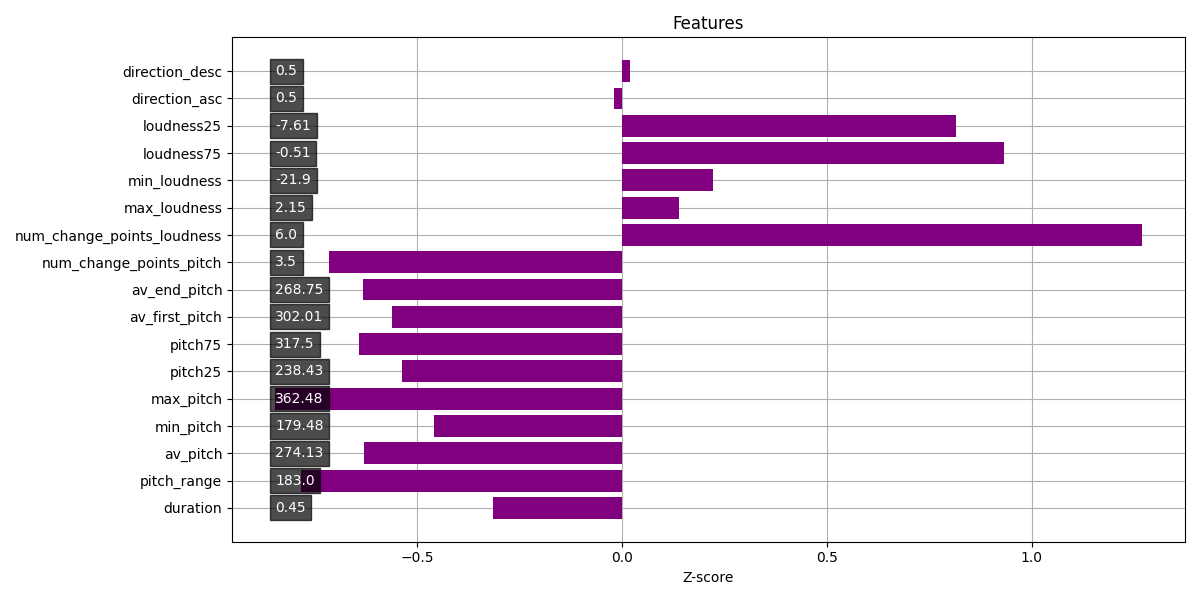 Features
direction_desc 0.5
direction_asc 0.5
loudness25 -7.61
loudness75 -0.51
min_loudness -21.9
max_loudness 2.15
num_change_points_loudness 6.0
num_change_points_pitch 3.5
av_end_pitch 268.75
av_first_pitch 302.01
pitch75 317.5
pitch25 238.43
max_pitch 362.48
min_pitch 179.48
av_pitch 274.13
pitch_range 183.0
duration 0.45
−0.5 0.0 0.5 1.0
Z-score